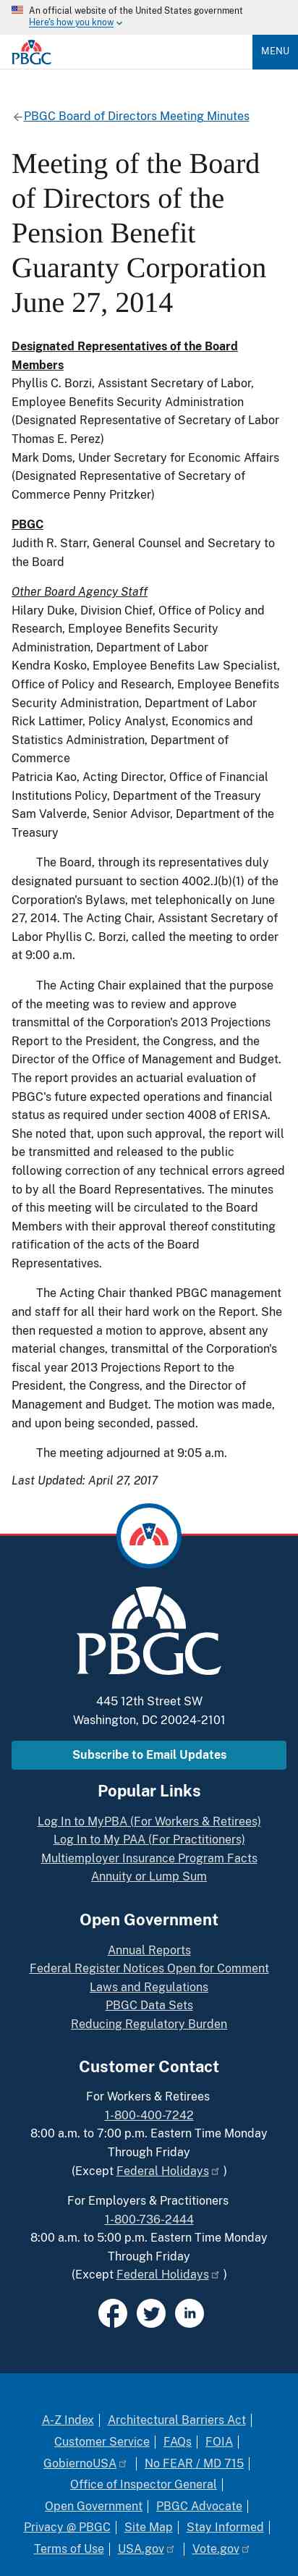 An official website of the United States government
Here's how you know
PBGC
MENU
PBGC Board of Directors Meeting Minutes
Meeting of the Board
of Directors of the
Pension Benefit
Guaranty Corporation
June 27, 2014
Designated Representatives of the Board
Members
Phyllis C. Borzi, Assistant Secretary of Labor,
Employee Benefits Security Administration
(Designated Representative of Secretary of Labor
Thomas E. Perez)
Mark Doms, Under Secretary for Economic Affairs
(Designated Representative of Secretary of
Commerce Penny Pritzker)
PBGC
Judith R. Starr, General Counsel and Secretary to
the Board
Other Board Agency Staff
Hilary Duke, Division Chief, Office of Policy and
Research, Employee Benefits Security
Administration, Department of Labor
Kendra Kosko, Employee Benefits Law Specialist,
Office of Policy and Research, Employee Benefits
Security Administration, Department of Labor
Rick Lattimer, Policy Analyst, Economics and
Statistics Administration, Department of
Commerce
Patricia Kao, Acting Director, Office of Financial
Institutions Policy, Department of the Treasury
Sam Valverde, Senior Advisor, Department of the
Treasury
The Board, through its representatives duly
designated pursuant to section 4002.J(b)(1) of the
Corporation's Bylaws, met telephonically on June
27, 2014. The Acting Chair, Assistant Secretary of
Labor Phyllis C. Borzi, called the meeting to order
at 9:00 a.m.
The Acting Chair explained that the purpose
of the meeting was to review and approve
transmittal of the Corporation's 2013 Projections
Report to the President, the Congress, and the
Director of the Office of Management and Budget.
The report provides an actuarial evaluation of
PBGC's future expected operations and financial
status as required under section 4008 of ERISA.
She noted that, upon such approval, the report will
be transmitted and released to the public
following correction of any technical errors agreed
to by all the Board Representatives. The minutes
of this meeting will be circulated to the Board
Members with their approval thereof constituting
ratification of the acts of the Board
Representatives.
The Acting Chair thanked PBGC management
and staff for all their hard work on the Report. She
then requested a motion to approve, absent any
material changes, transmittal of the Corporation's
fiscal year 2013 Projections Report to the
President, the Congress, and the Director of
Management and Budget. The motion was made,
and upon being seconded, passed.
The meeting adjourned at 9:05 a.m.
Last Updated: April 27, 2017
PBGC
445 12th Street SW
Washington, DC 20024-2101
Subscribe to Email Updates
Popular Links
Log In to MyPBA (For Workers & Retirees)
Log In to My PAA (For Practitioners)
Multiemployer Insurance Program Facts
Annuity or Lump Sum
Open Government
Annual Reports
Federal Register Notices Open for Comment
Laws and Regulations
PBGC Data Sets
Reducing Regulatory Burden
Customer Contact
For Workers & Retirees
1-800-400-7242
8:00 a.m. to 7:00 p.m. Eastern Time Monday
Through Friday
(Except Federal Holidays )
For Employers & Practitioners
1-800-736-2444
8:00 a.m. to 5:00 p.m. Eastern Time Monday
Through Friday
(Except Federal Holidays )
in
A-Z Index | Architectural Barriers Act |
Customer Service | FAQs | FOIA |
GobiernoUSA | No FEAR / MD 715 |
Office of Inspector General |
Open Government | PBGC Advocate |
Privacy @ PBGC | Site Map | Stay Informed |
Terms of Use | USA.gov | Vote.gov